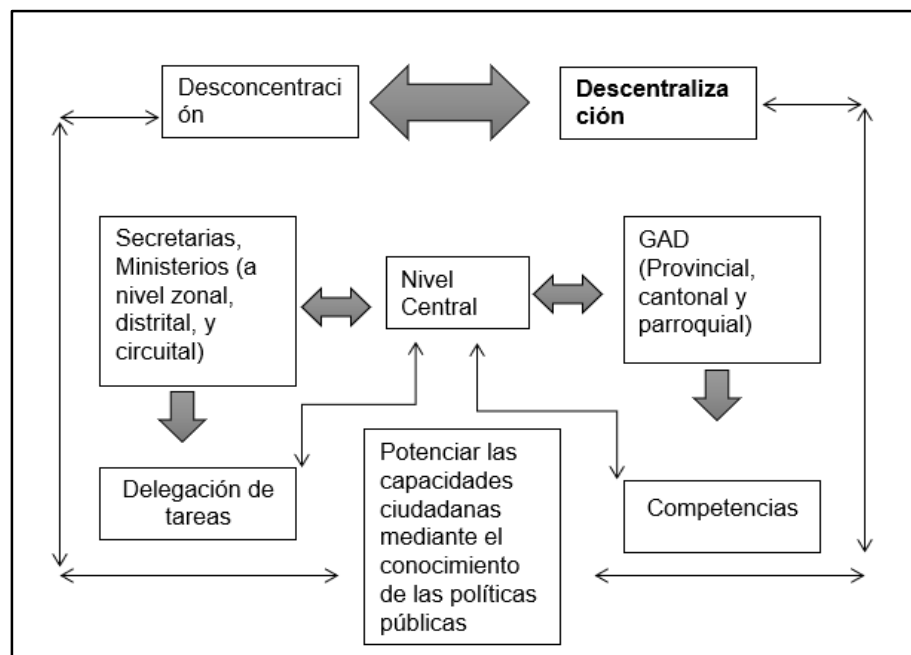 Desconcentraci
ón
Descentraliza
ción
Secretarias,
Ministerios (a
nivel zonal,
distrital, y
circuital)
Nivel
Central
GAD
(Provincial,
cantonal y
parroquial)
Delegación de
tareas
Potenciar las
capacidades
ciudadanas
mediante el
conocimiento
de las políticas
públicas
Competencias